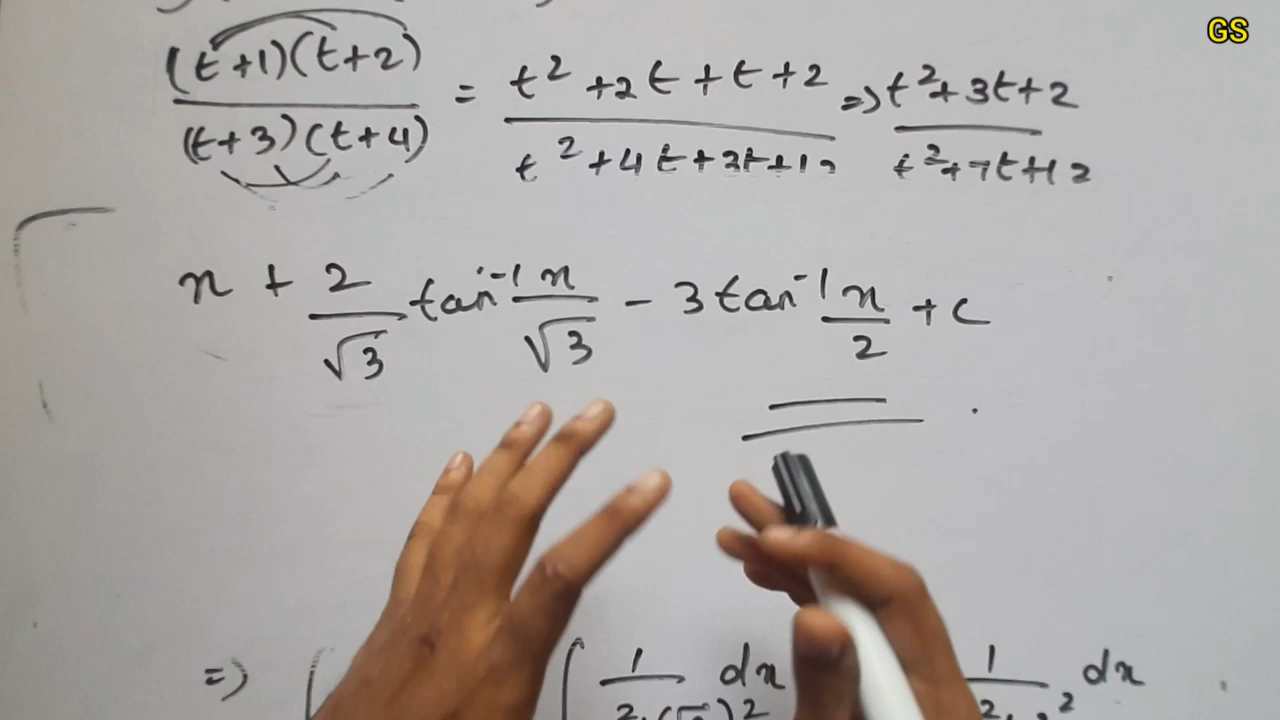 GS
(t+1)(t+2)/(t+3)(t+4) = t²+2t+t+2/t²+4t+3t+12 => t²+3t+2/t²+7t+12
x + 2/√3 tan⁻¹ x/√3 - 3 tan⁻¹ x/2 + c
=> ∫ 1 dx 1 dx